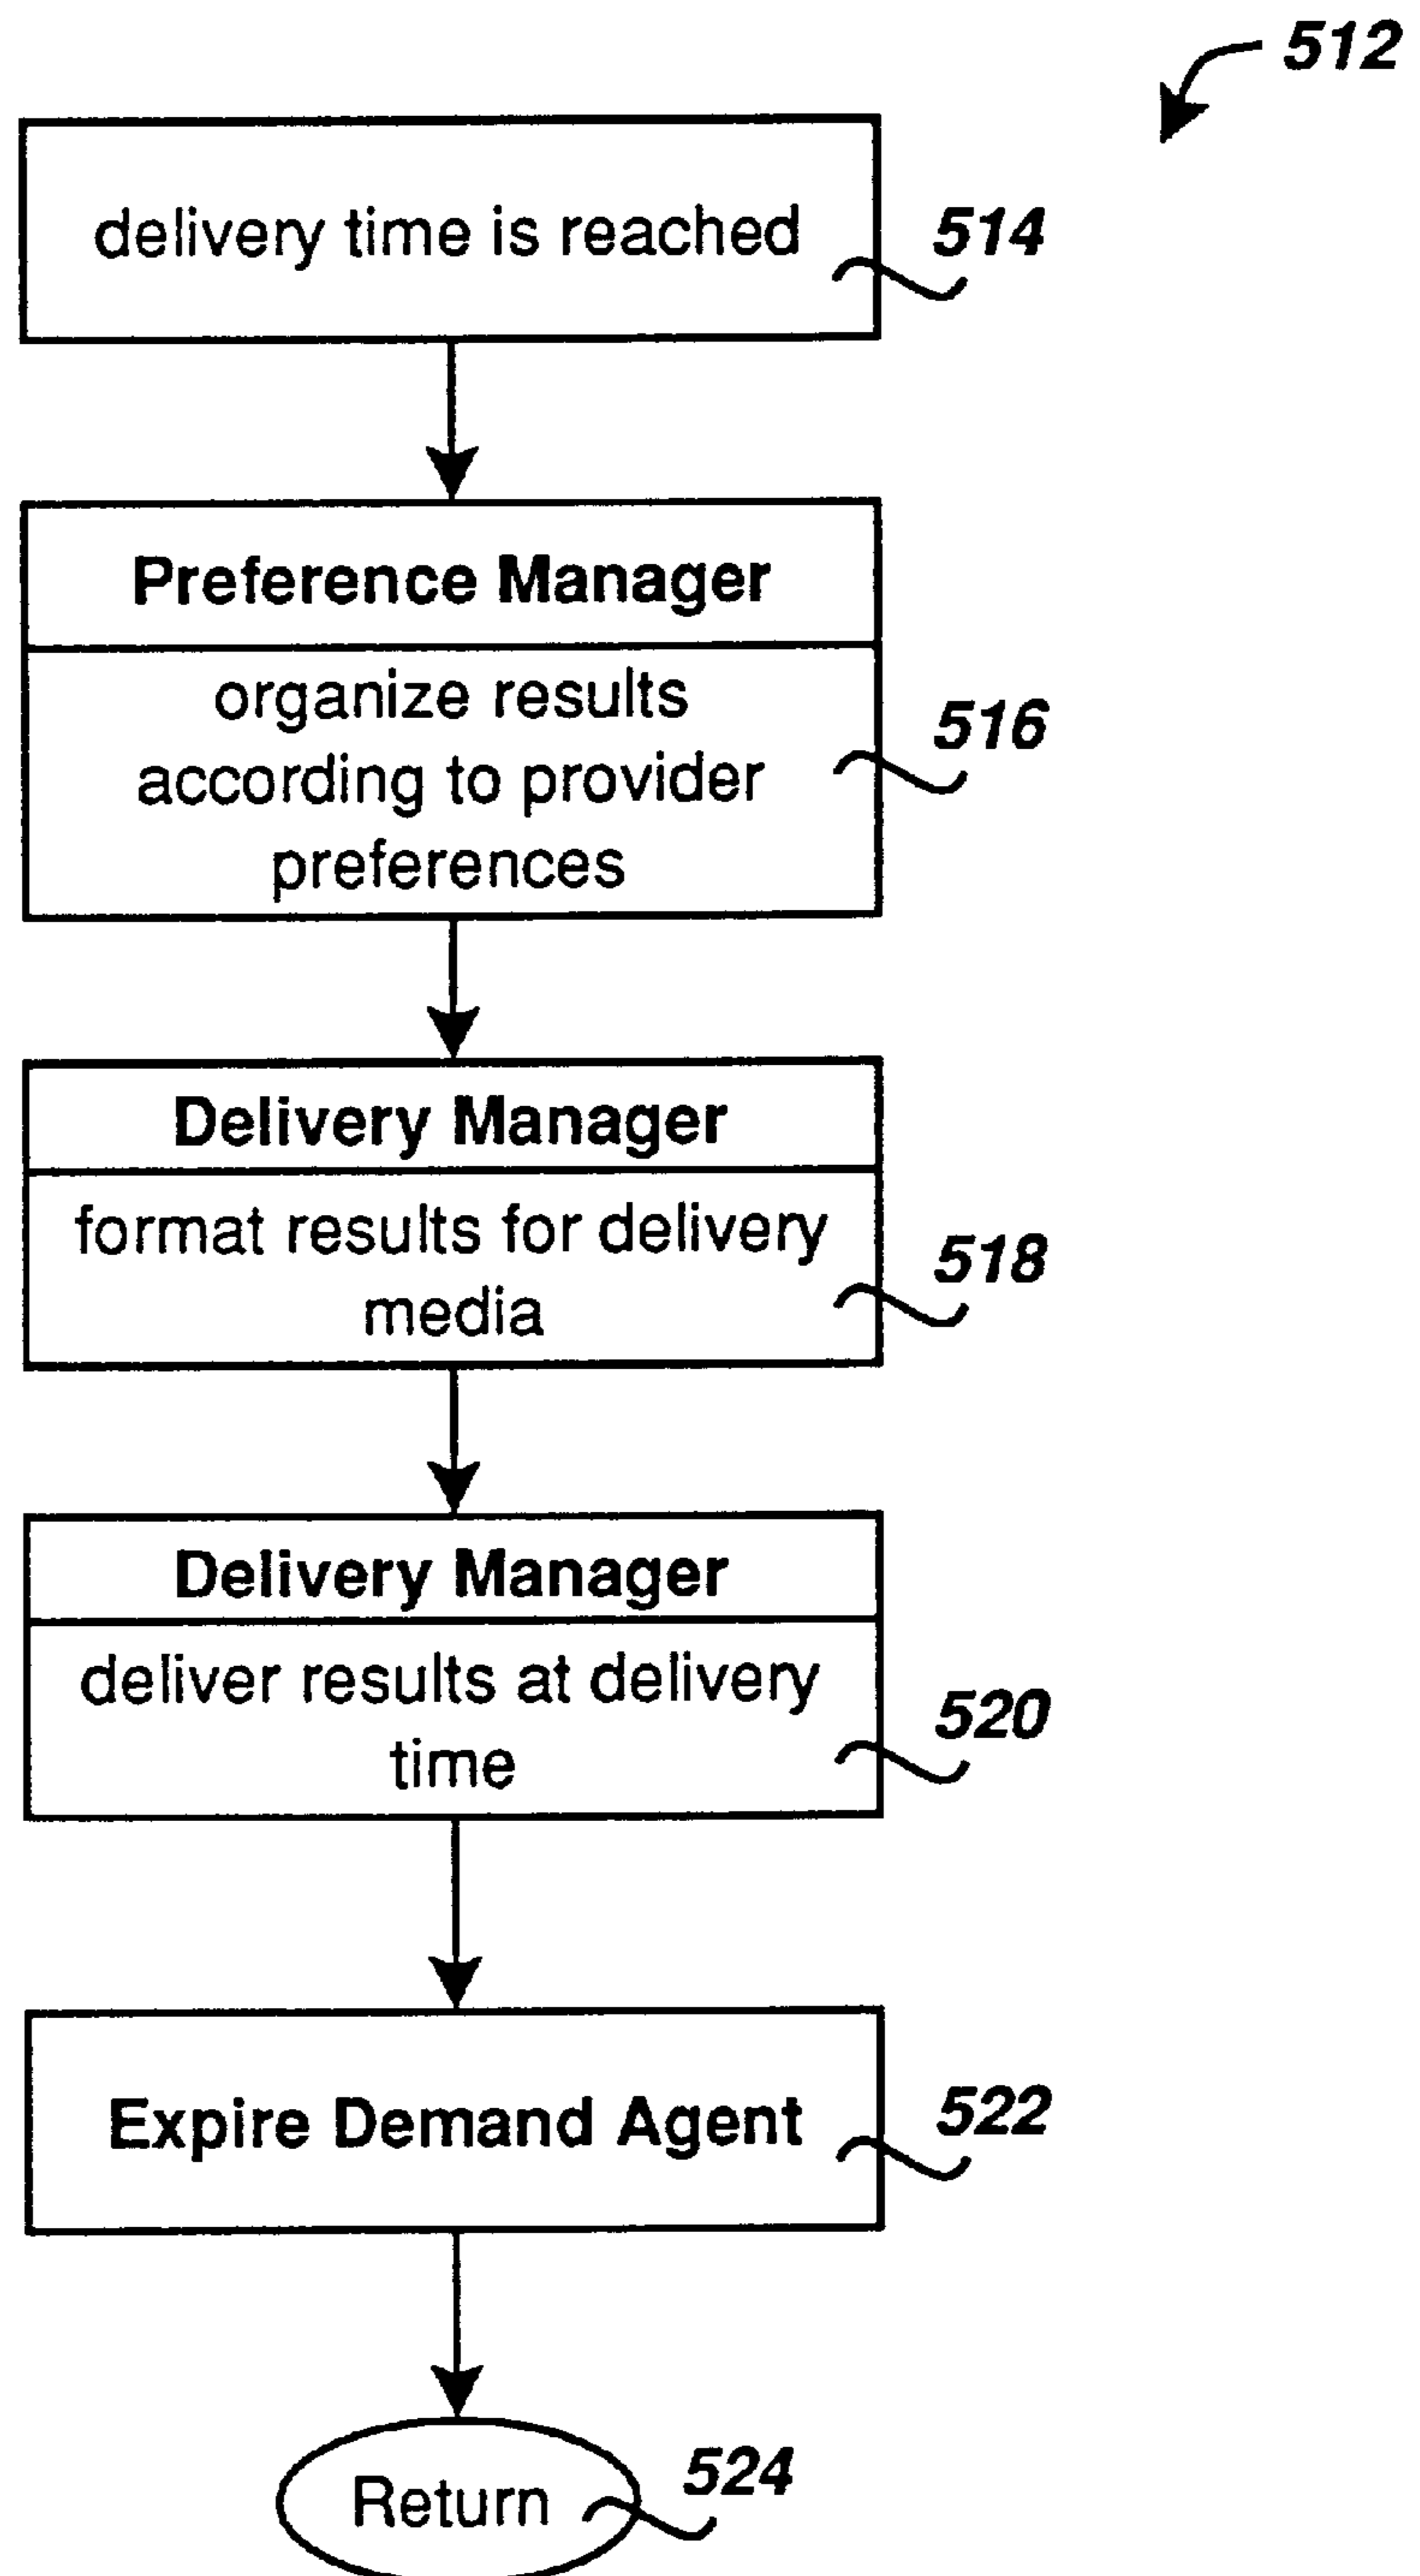 512
delivery time is reached
514
Preference Manager
organize results
according to provider
preferences
516
Delivery Manager
format results for delivery
media
518
Delivery Manager
deliver results at delivery
time
520
Expire Demand Agent
522
Return
524